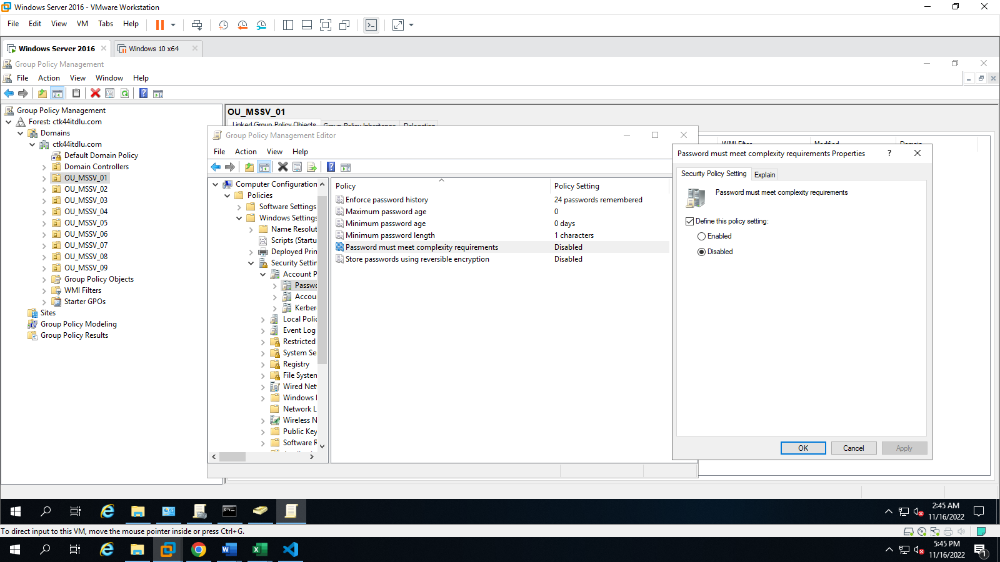 Windows Server 2016 - VMware Workstation
File Edit View VM Tabs Help
Windows Server 2016
Windows 10 x64
Group Policy Management
File Action View Window Help
Group Policy Management
Forest: ctk44itdlu.com
Domains
ctk44itdlu.com
Default Domain Policy
Domain Controllers
OU_MSSV_01
OU_MSSV_02
OU_MSSV_03
OU_MSSV_04
OU_MSSV_05
OU_MSSV_06
OU_MSSV_07
OU_MSSV_08
OU_MSSV_09
Group Policy Objects
WMI Filters
Starter GPOs
Sites
Group Policy Modeling
Group Policy Results
OU_MSSV_01
Linked Group Policy Objects Group Policy Inheritance Delegation
WMI Filter Modified Domain
Group Policy Management Editor
File Action View Help
Computer Configuration
Policies
Software Settings
Windows Settings
Name Resolut
Scripts (Startu
Deployed Prin
Security Settin
Account P
Passwo
Accou
Kerber
Local Polic
Event Log
Restricted
System Se
Registry
File System
Wired Net
Windows
Network L
Wireless N
Public Key
Software R
Policy Policy Setting
Enforce password history 24 passwords remembered
Maximum password age 0
Minimum password age 0 days
Minimum password length 1 characters
Password must meet complexity requirements Disabled
Store passwords using reversible encryption Disabled
Password must meet complexity requirements Properties ?
Security Policy Setting Explain
Password must meet complexity requirements
Define this policy setting:
Enabled
Disabled
OK Cancel Apply
2:45 AM
11/16/2022
To direct input to this VM, move the mouse pointer inside or press Ctrl+G.
5:45 PM
11/16/2022
1